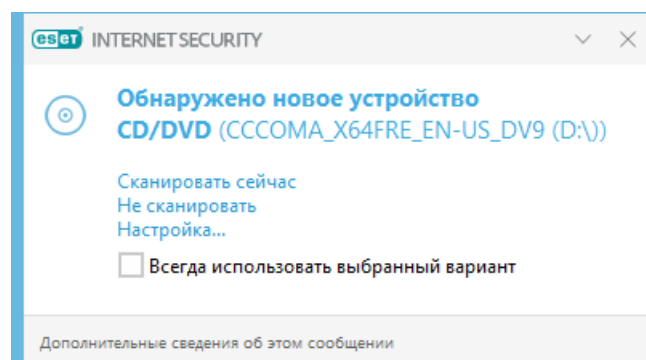 eset INTERNET SECURITY
Обнаружено новое устройство
CD/DVD (CCCOMA_X64FRE_EN-US_DV9 (D:\))
Сканировать сейчас
Не сканировать
Настройка...
Всегда использовать выбранный вариант
Дополнительные сведения об этом сообщении